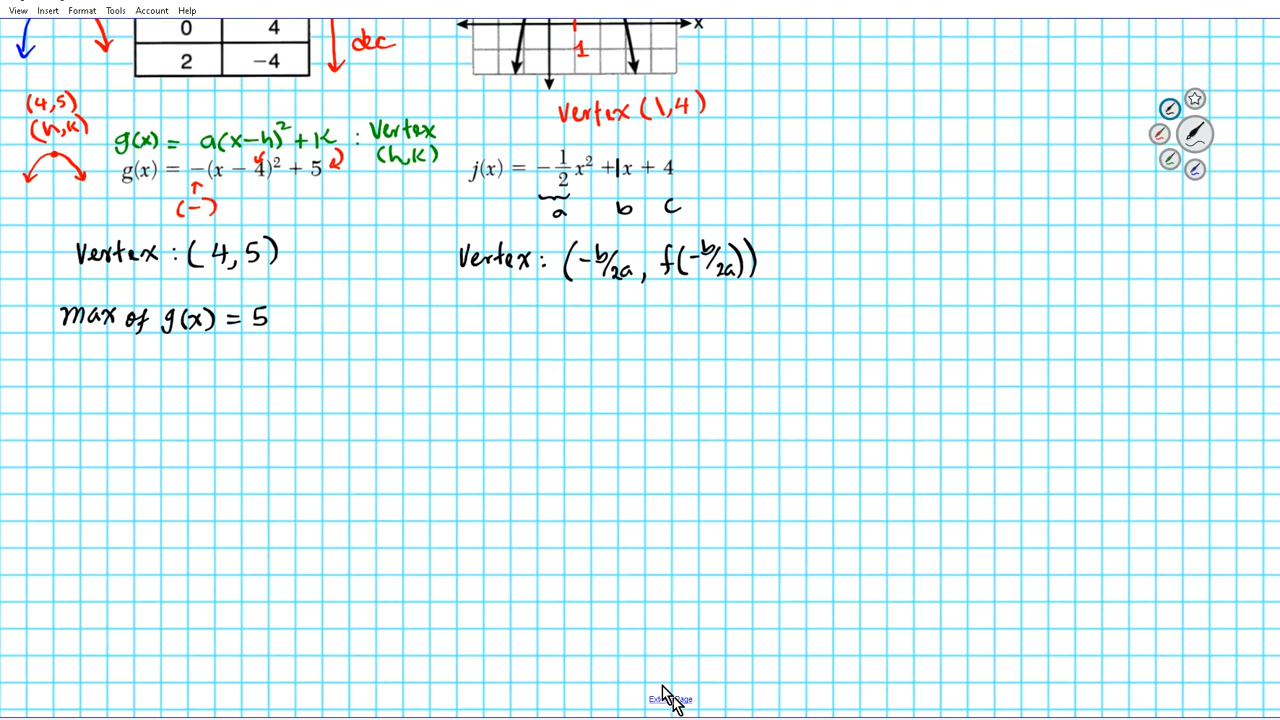 View Insert Format Tools Account Help
0 4
2 −4
dec
x
1
Vertex (1,4)
(4,5)
(h,k)
g(x) = a(x-h)² + k : Vertex
(h,k)
g(x) = −(x − 4)² + 5
(-)
j(x) = −1/2 x² + 1x + 4
a b c
Vertex : (4,5)
Vertex : (-b/2a, f(-b/2a))
max of g(x) = 5